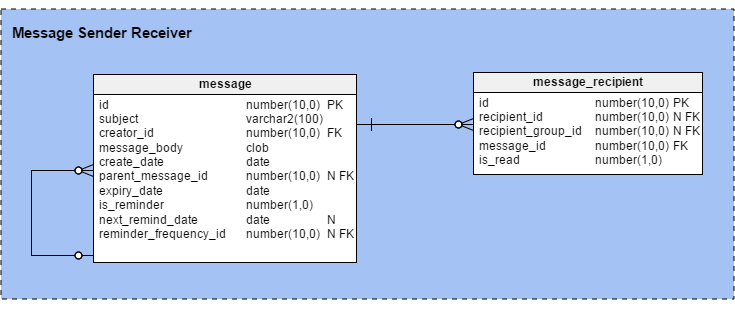 Message Sender Receiver
message
id number(10,0) PK
subject varchar2(100)
creator_id number(10,0) FK
message_body clob
create_date date
parent_message_id number(10,0) N FK
expiry_date date
is_reminder number(1,0)
next_remind_date date N
reminder_frequency_id number(10,0) N FK
message_recipient
id number(10,0) PK
recipient_id number(10,0) N FK
recipient_group_id number(10,0) N FK
message_id number(10,0) FK
is_read number(1,0)